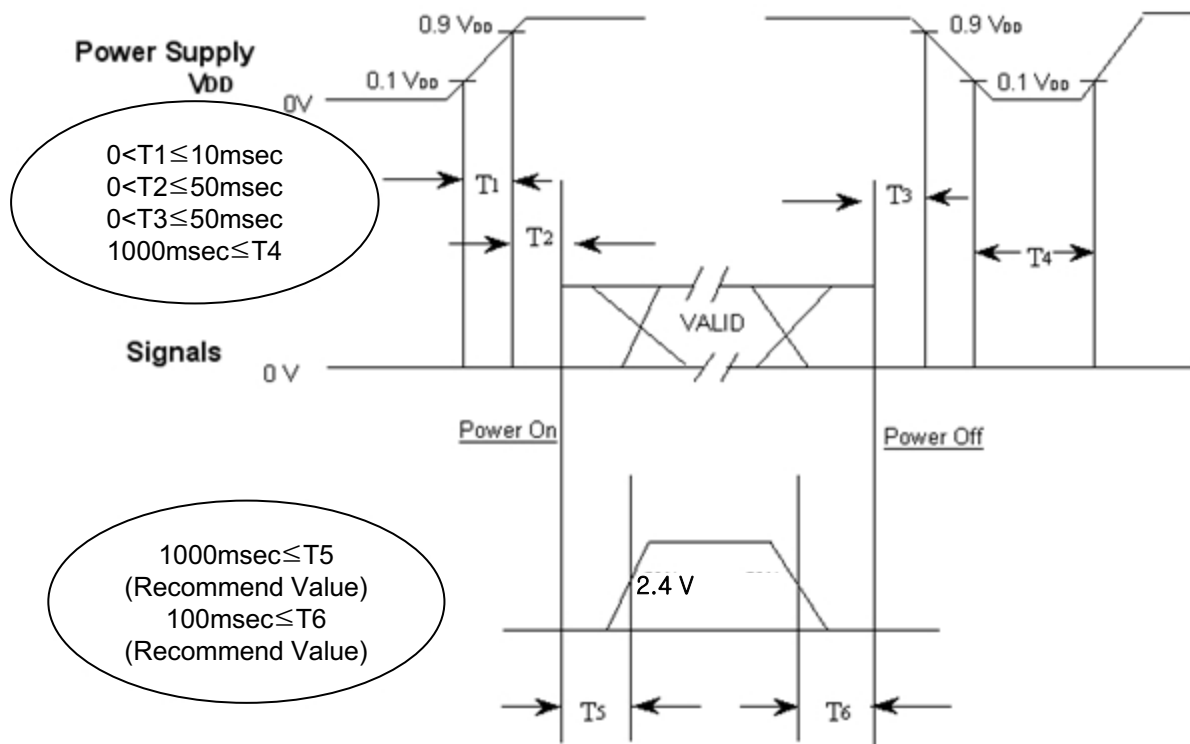 0.9 VDD
0.9 VDD
Power Supply
VDD
0.1 VDD
0.1 VDD
0V
0<T1≦10msec
0<T2≦50msec
0<T3≦50msec
1000msec≦T4
T1
T3
T2
T4
VALID
Signals
0 V
Power On
Power Off
1000msec≦T5
(Recommend Value)
100msec≦T6
(Recommend Value)
2.4 V
T5
T6